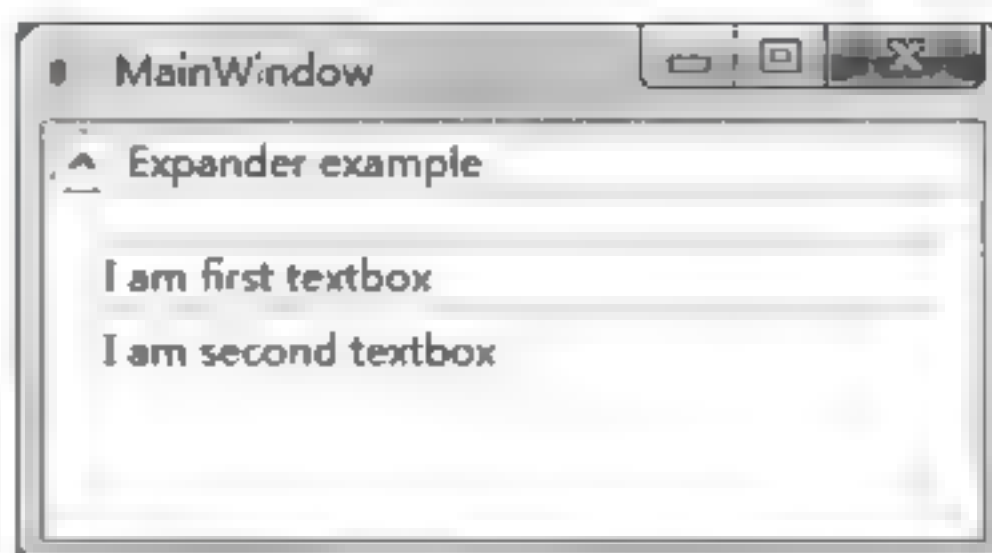 MainWindow
Expander example
I am first textbox
I am second textbox